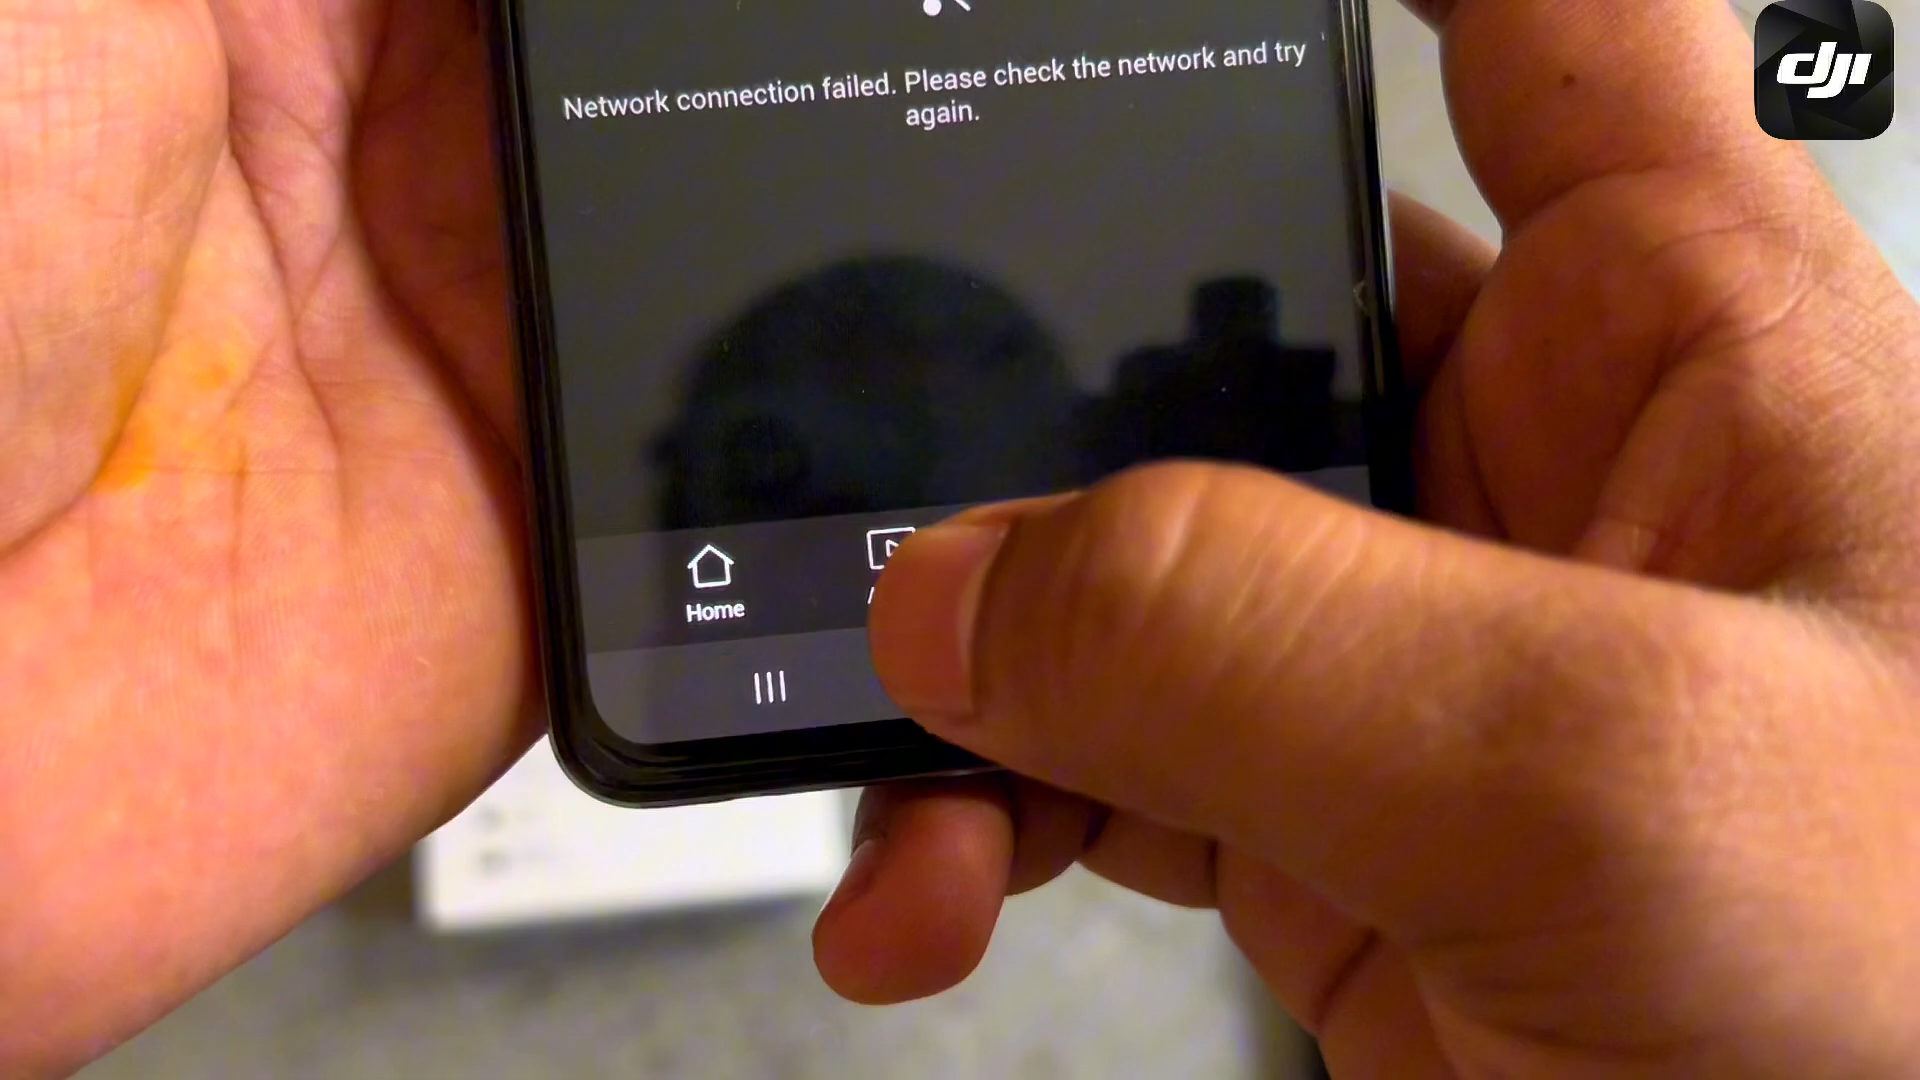 dji
Network connection failed. Please check the network and try
again.
Home